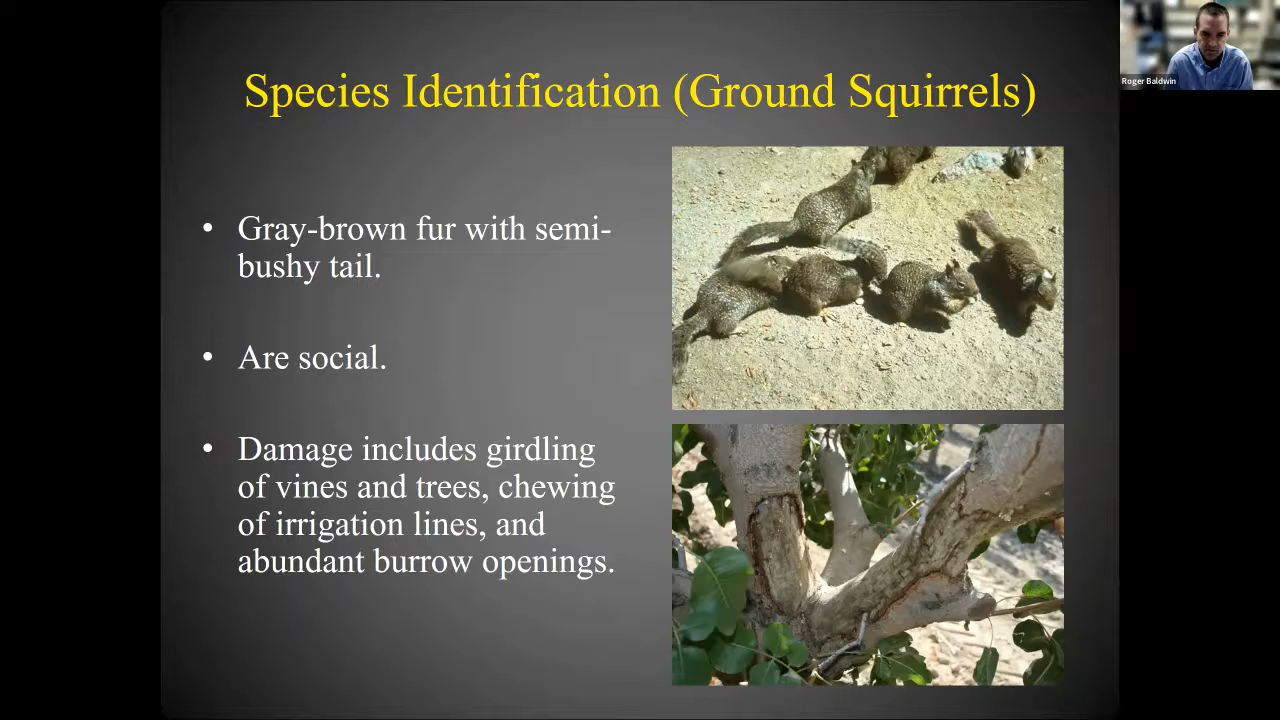 Species Identification (Ground Squirrels)
• Gray-brown fur with semi-
bushy tail.
• Are social.
• Damage includes girdling
of vines and trees, chewing
of irrigation lines, and
abundant burrow openings.
Roger Baldwin